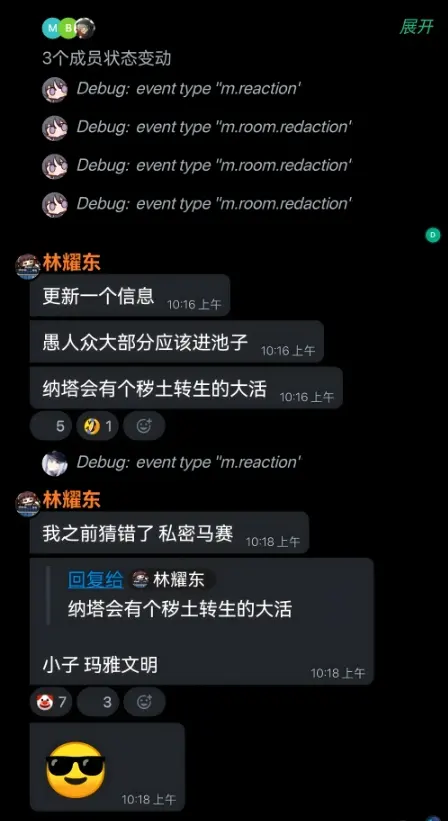 M B
展开
3个成员状态变动
Debug: event type "m.reaction'
Debug: event type "m.room.redaction'
Debug: event type "m.room.redaction'
Debug: event type "m.room.redaction'
D
林耀东
更新一个信息 10:16 上午
愚人众大部分应该进池子 10:16 上午
纳塔会有个秽土转生的大活 10:16 上午
5 🤣 1
Debug: event type "m.reaction'
林耀东
我之前猜错了 私密马赛 10:18 上午
回复给 林耀东
纳塔会有个秽土转生的大活
小子 玛雅文明 10:18 上午
🤡 7 3
😎 10:18 上午